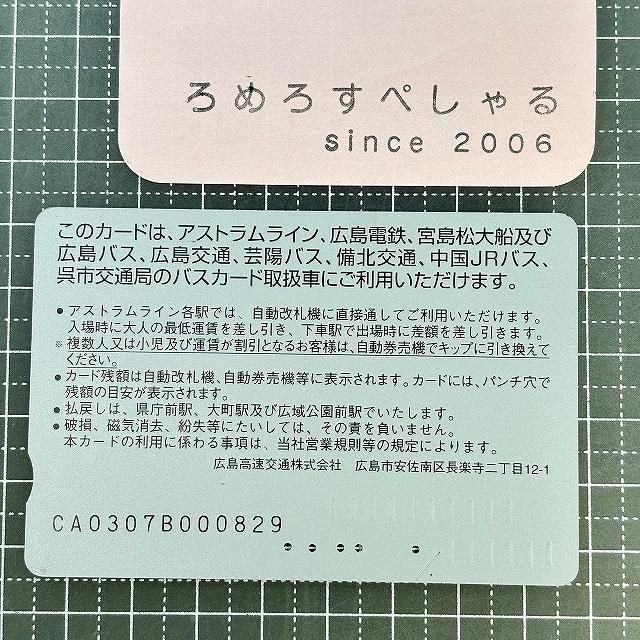 ろめろすぺしゃる
since 2006
このカードは、アストラムライン、広島電鉄、宮島松大船及び
広島バス、広島交通、芸陽バス、備北交通、中国JRバス、
呉市交通局のバスカード取扱車にご利用いただけます。
● アストラムライン各駅では、自動改札機に直接通してご利用いただけます。
入場時に大人の最低運賃を差し引き、下車駅で出場時に差額を差し引きます。
※ 複数人又は小児及び運賃が割引となるお客様は、自動券売機でキップに引き換えて
ください。
● カード残額は自動改札機、自動券売機等に表示されます。カードには、パンチ穴で
残額の目安が表示されます。
● 払戻しは、県庁前駅、大町駅及び広域公園前駅でいたします。
● 破損、磁気消去、紛失等にたいしては、その責を負いません。
本カードの利用に係わる事項は、当社営業規則等の規定によります。
広島高速交通株式会社 広島市安佐南区長楽寺二丁目12-1
CA0307B000829